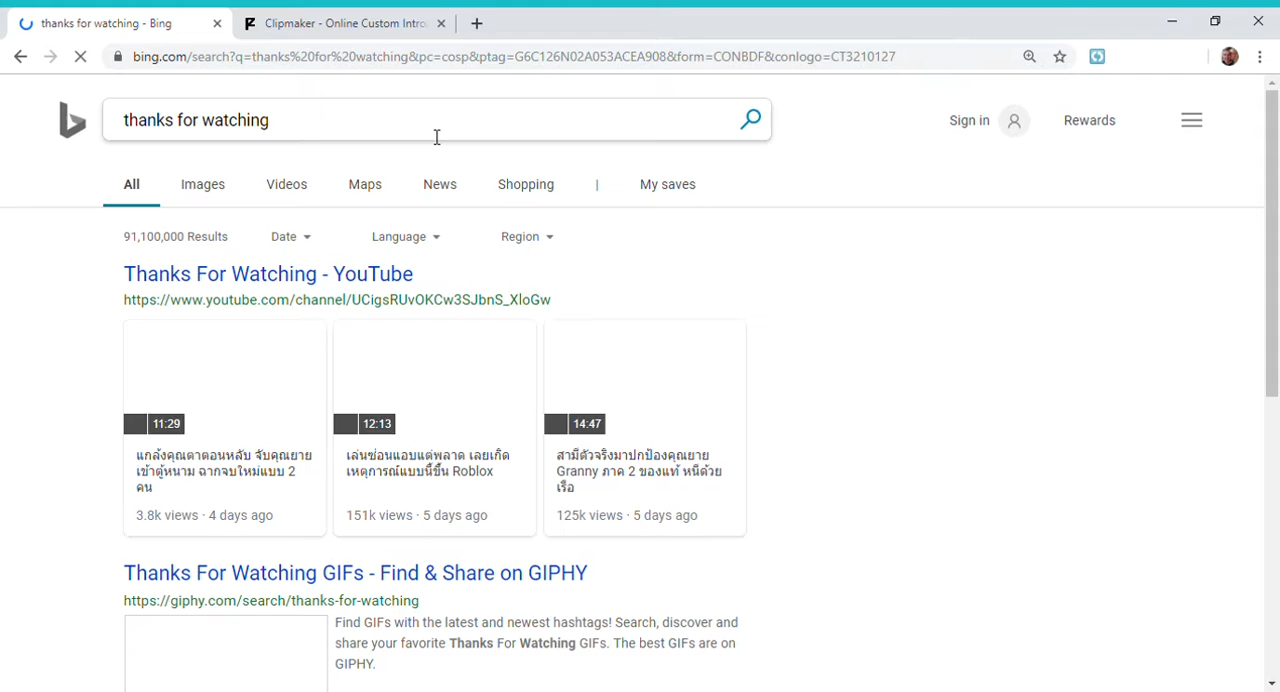 thanks for watching - Bing
Clipmaker - Online Custom Intro
bing.com/search?q=thanks%20for%20watching&pc=cosp&ptag=G6C126N02A053ACEA908&form=CONBDF&conlogo=CT3210127
thanks for watching
Sign in
Rewards
All
Images
Videos
Maps
News
Shopping
|
My saves
91,100,000 Results
Date
Language
Region
Thanks For Watching - YouTube
https://www.youtube.com/channel/UCigsRUvOKCw3SJbnS_XloGw
11:29
แกล้งคุณตาตอนหลับ จับคุณยาย
เข้าตู้หนาม ฉากจบใหม่แบบ 2
คน
3.8k views · 4 days ago
12:13
เล่นซ่อนแอบแต่พลาด เลยเกิด
เหตุการณ์แบบนี้ขึ้น Roblox
151k views · 5 days ago
14:47
สามีตัวจริงมาปกป้องคุณยาย
Granny ภาค 2 ของแท้ หนีด้วย
เรือ
125k views · 5 days ago
Thanks For Watching GIFs - Find & Share on GIPHY
https://giphy.com/search/thanks-for-watching
Find GIFs with the latest and newest hashtags! Search, discover and
share your favorite Thanks For Watching GIFs. The best GIFs are on
GIPHY.